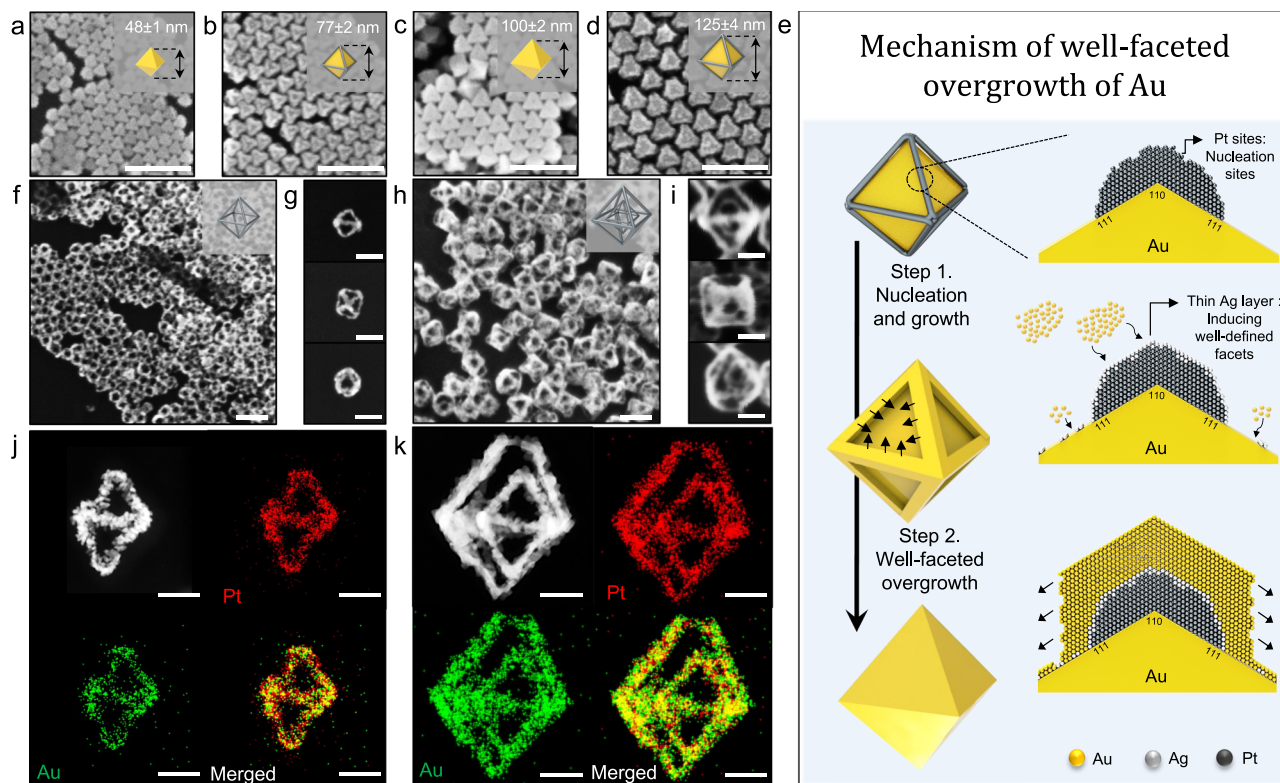 a
48±1 nm
b
77±2 nm
c
100±2 nm
d
125±4 nm
f
g
h
i
j
Pt
Au
Merged
k
Pt
Au
Merged
e
Mechanism of well-faceted
overgrowth of Au
Pt sites:
Nucleation
sites
110
111
111
Au
Step 1.
Nucleation
and growth
Thin Ag layer :
Inducing
well-defined
facets
110
111
111
Au
Step 2.
Well-faceted
overgrowth
110
111
111
Au
Au
Ag
Pt